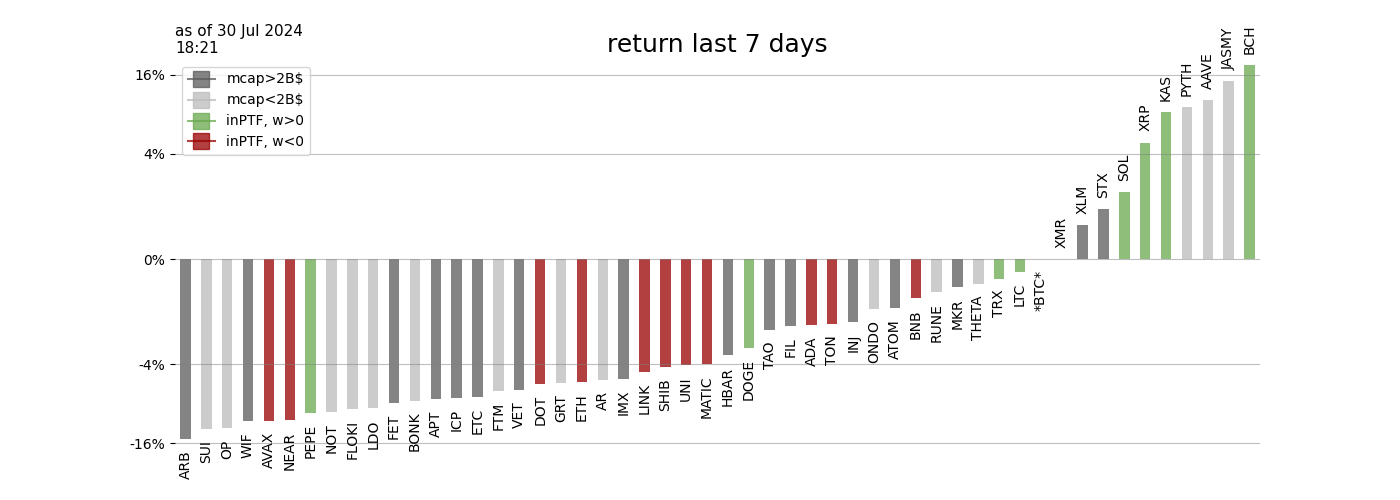 as of 30 Jul 2024
18:21
return last 7 days
mcap>2B$
mcap<2B$
inPTF, w>0
inPTF, w<0
16%
4%
0%
-4%
-16%
ARB
SUI
OP
WIF
AVAX
NEAR
PEPE
NOT
FLOKI
LDO
FET
BONK
APT
ICP
ETC
FTM
VET
DOT
GRT
ETH
AR
IMX
LINK
SHIB
UNI
MATIC
HBAR
DOGE
TAO
FIL
ADA
TON
INJ
ONDO
ATOM
BNB
RUNE
MKR
THETA
TRX
LTC
*BTC*
XMR
XLM
STX
SOL
XRP
KAS
PYTH
AAVE
JASMY
BCH